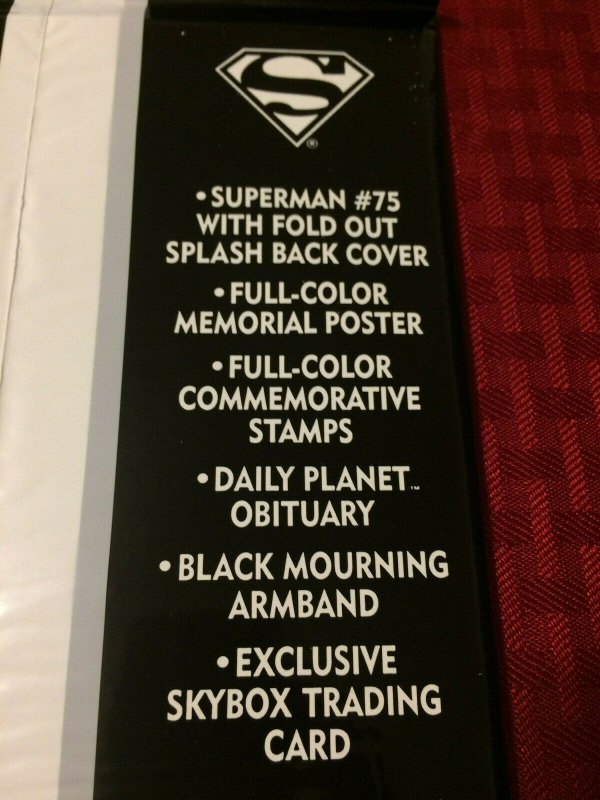 S
®
• SUPERMAN #75
WITH FOLD OUT
SPLASH BACK COVER
• FULL-COLOR
MEMORIAL POSTER
• FULL-COLOR
COMMEMORATIVE
STAMPS
• DAILY PLANET™
OBITUARY
• BLACK MOURNING
ARMBAND
• EXCLUSIVE
SKYBOX TRADING
CARD